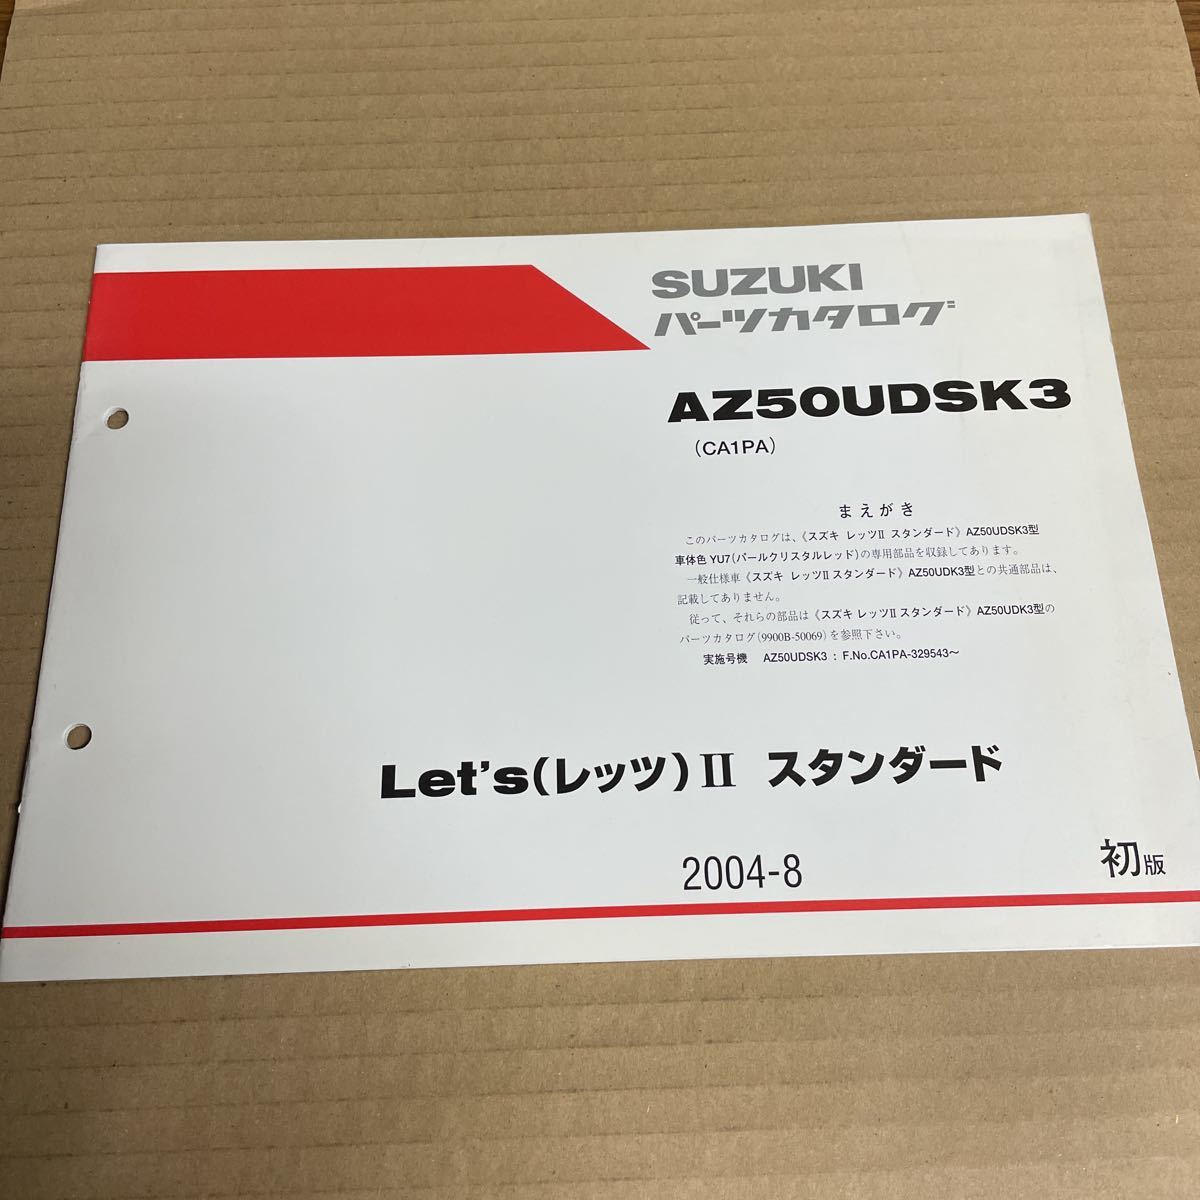 SUZUKI
パーツカタログ
AZ50UDSK3
(CA1PA)
まえがき
このパーツカタログは、《スズキ レッツII スタンダード》AZ50UDSK3型
車体色 YU7(パールクリスタルレッド)の専用部品を収録してあります。
一般仕様車《スズキ レッツII スタンダード》AZ50UDK3型との共通部品は、
記載してありません。
従って、それらの部品は《スズキ レッツII スタンダード》AZ50UDK3型の
パーツカタログ(9900B-50069)を参照下さい。
実施号機 AZ50UDSK3 : F.No.CA1PA-329543〜
Let's(レッツ)II スタンダード
2004-8
初版